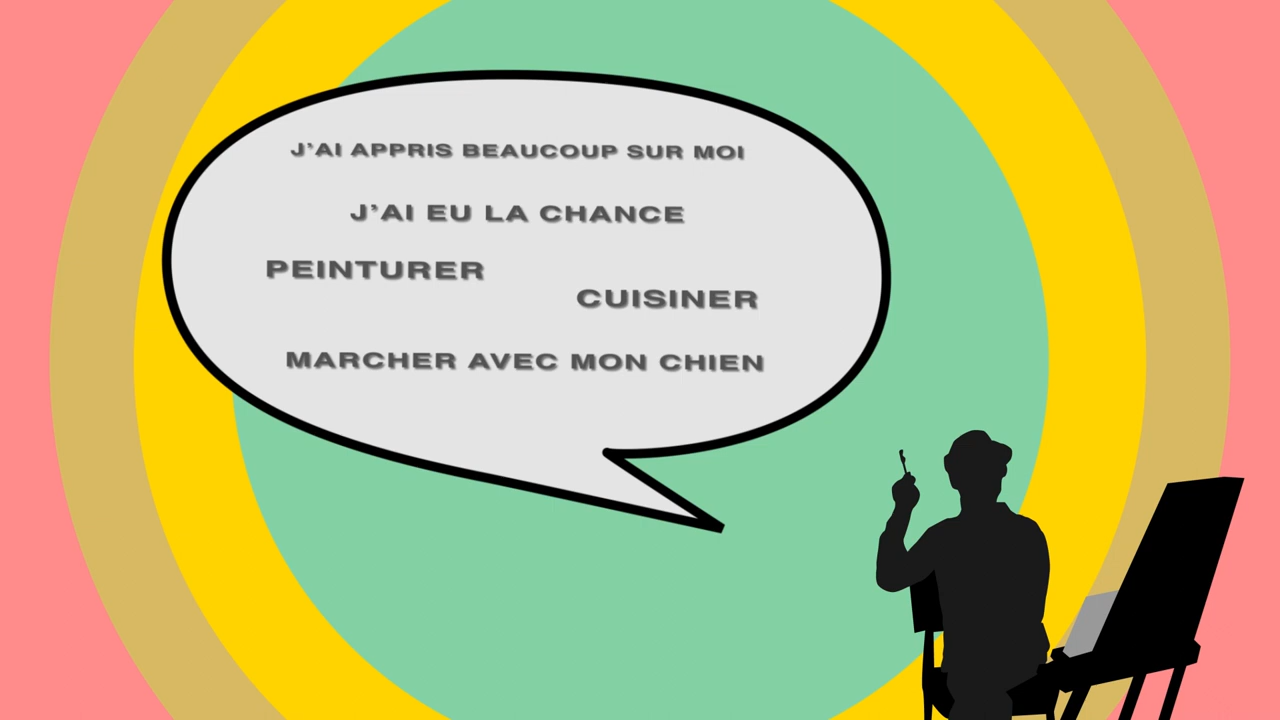 J'AI APPRIS BEAUCOUP SUR MOI
J'AI EU LA CHANCE
PEINTURER
CUISINER
MARCHER AVEC MON CHIEN